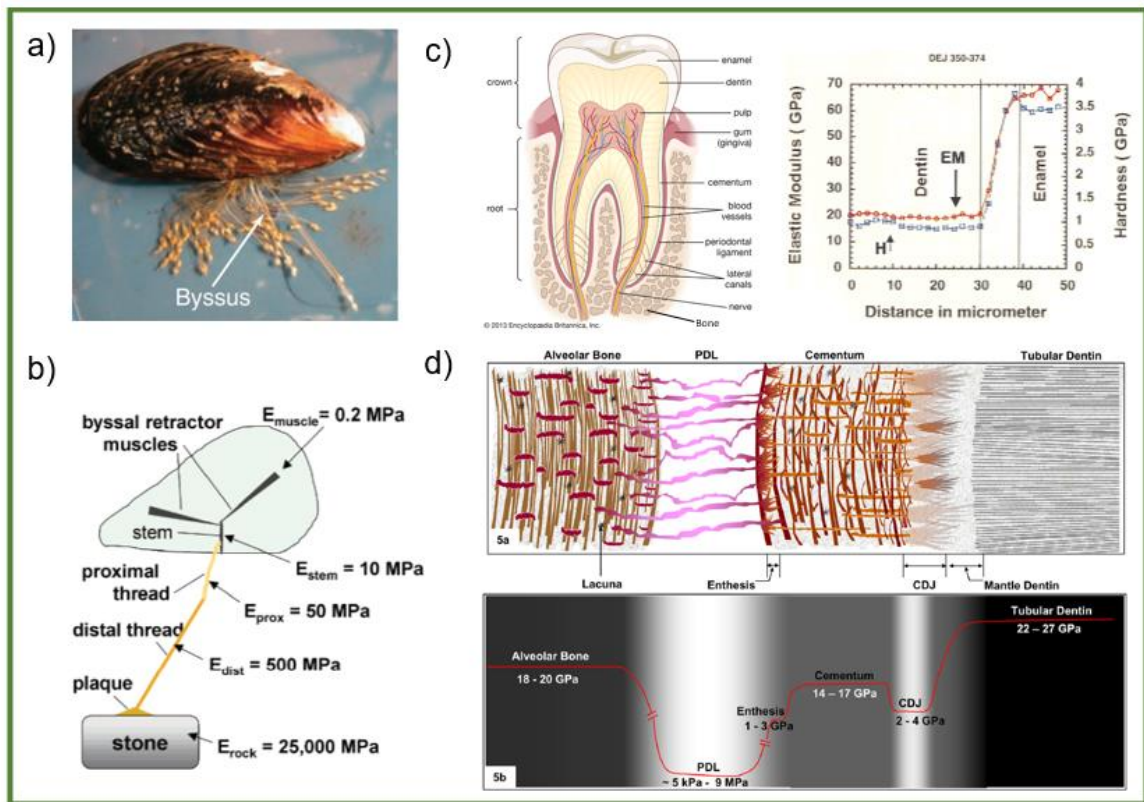 a)
Byssus
b)
byssal retractor
muscles
E muscle = 0.2 MPa
stem
E stem = 10 MPa
proximal
thread
E prox = 50 MPa
distal thread
E dist = 500 MPa
plaque
stone
E rock = 25,000 MPa
c)
crown
root
enamel
dentin
pulp
gum
(gingiva)
cementum
blood
vessels
periodontal
ligament
lateral
canals
nerve
Bone
© 2013 Encyclopædia Britannica, Inc.
DEJ 350-374
Elastic Modulus ( GPa)
70
60
50
40
30
20
10
0
Dentin
EM
H
Enamel
4
3.5
3
2.5
2
1.5
1
0.5
0
Hardness ( GPa)
0 10 20 30 40 50
Distance in micrometer
d)
Alveolar Bone PDL Cementum Tubular Dentin
5a
Lacuna Enthesis CDJ Mantle Dentin
Tubular Dentin
22 – 27 GPa
Alveolar Bone
18 - 20 GPa
Cementum
14 – 17 GPa
Enthesis
1 - 3 GPa
CDJ
2 - 4 GPa
PDL
~ 5 kPa - 9 MPa
5b